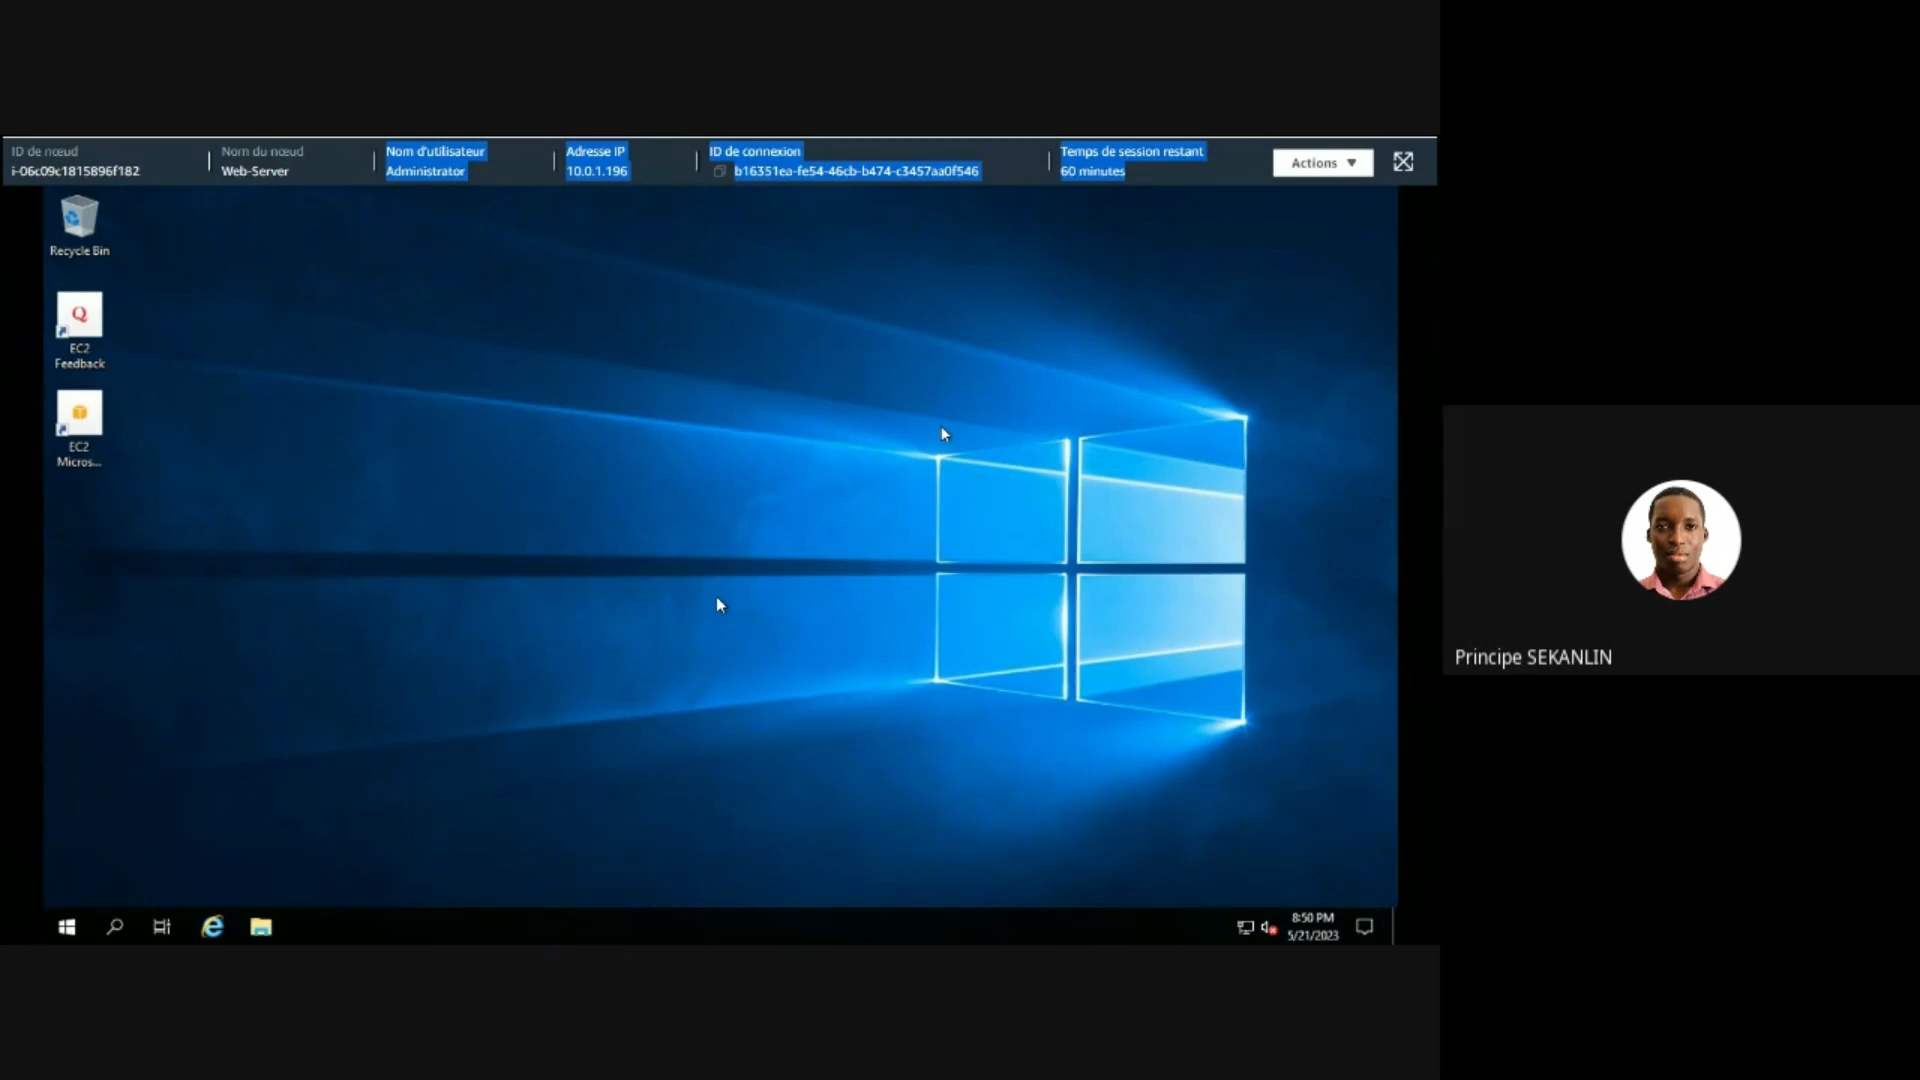 ID de nœud
i-06c09c1815896f182
Nom du nœud
Web-Server
Nom d'utilisateur
Administrator
Adresse IP
10.0.1.196
ID de connexion
b16351ea-fe54-46cb-b474-c3457aa0f546
Temps de session restant
60 minutes
Actions
Recycle Bin
EC2
Feedback
EC2
Micros...
Principe SEKANLIN
8:50 PM
5/21/2023